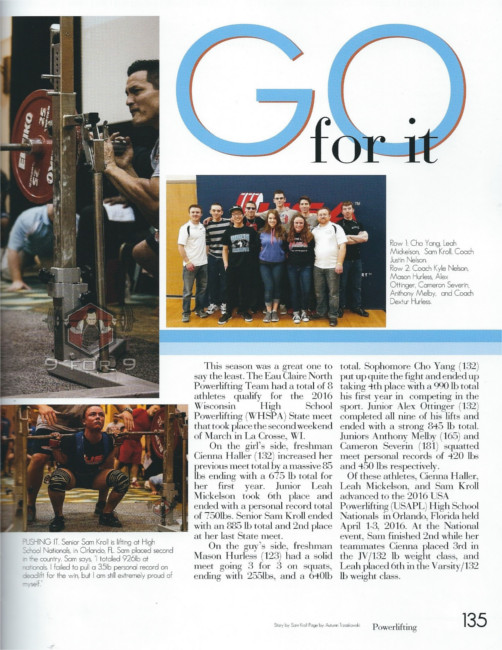 GO
for it
ELEIKO
25
25
9 FOR 9
Row 1: Cho Yang, Leah
Mickelson, Sam Kroll, Coach
Justin Nelson.
Row 2: Coach Kyle Nelson,
Mason Hurless, Alex
Ottinger, Cameron Severin,
Anthony Melby, and Coach
Dextur Hurless.
This season was a great one to
say the least. The Eau Claire North
Powerlifting Team had a total of 8
athletes qualify for the 2016
Wisconsin High School
Powerlifting (WHSPA) State meet
that took place the second weekend
of March in La Crosse, WI.
On the girl's side, freshman
Cienna Haller (132) increased her
previous meet total by a massive 85
lbs ending with a 675 lb total for
her first year. Junior Leah
Mickelson took 6th place and
ended with a personal record total
of 750lbs. Senior Sam Kroll ended
with an 885 lb total and 2nd place
at her last State meet.
On the guy's side, freshman
Mason Hurless (123) had a solid
meet going 3 for 3 on squats,
ending with 255lbs, and a 640lb
total. Sophomore Cho Yang (132)
put up quite the fight and ended up
taking 4th place with a 990 lb total
his first year in competing in the
sport. Junior Alex Ottinger (132)
completed all nine of his lifts and
ended with a strong 845 lb total.
Juniors Anthony Melby (165) and
Cameron Severin (181) squatted
meet personal records of 420 lbs
and 450 lbs respectively.
Of these athletes, Cienna Haller,
Leah Mickelson, and Sam Kroll
advanced to the 2016 USA
Powerlifting (USAPL) High School
Nationals in Orlando, Florida held
April 1-3, 2016. At the National
event, Sam finished 2nd while her
teammates Cienna placed 3rd in
the JV/132 lb weight class, and
Leah placed 6th in the Varsity/132
lb weight class.
PUSHING IT. Senior Sam Kroll is lifting at High
School Nationals, in Orlando, FL. Sam placed second
in the country. Sam says, "I totaled 926lbs at
nationals. I failed to pull a 35lb personal record on
deadlift for the win, but I am still extremely proud of
myself."
Story by: Sam Kroll Page by:
Powerlifting
135